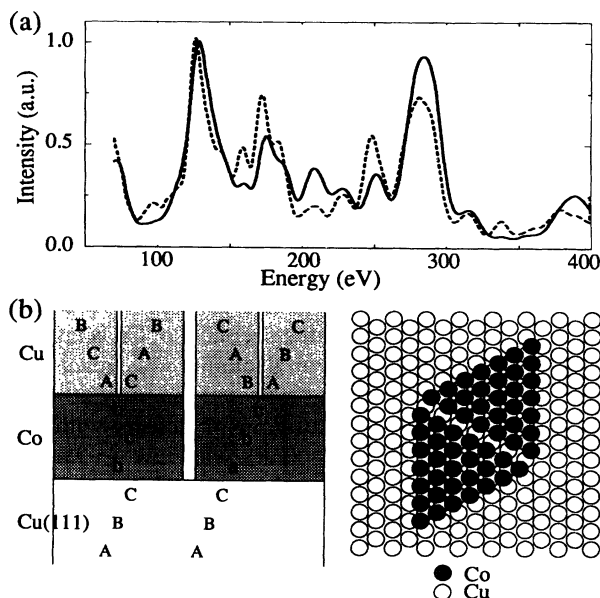 (a)
1.0
0.5
0.0
Intensity (a.u.)
100 200 300 400
Energy (eV)
(b)
B B C C
Cu C A A B
A C B A
Co
C C
Cu(111) B B
A A
Co
Cu